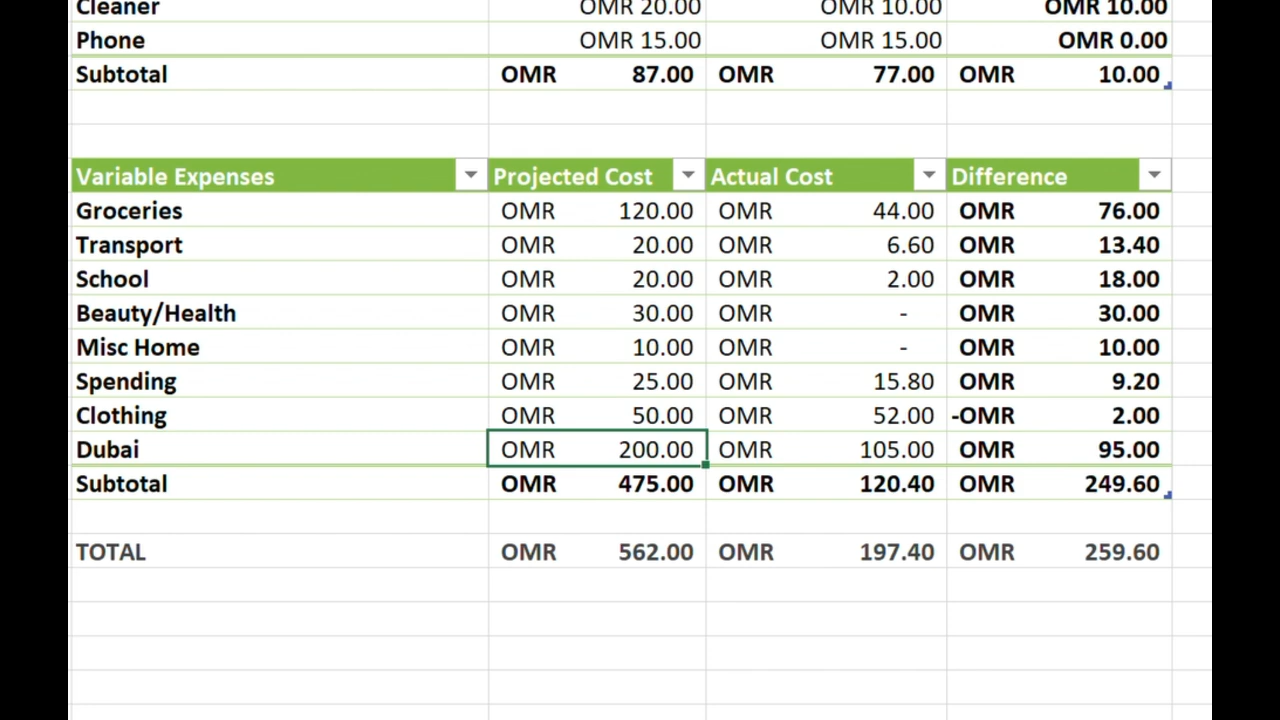 Cleaner OMR 20.00 OMR 10.00 OMR 10.00
Phone OMR 15.00 OMR 15.00 OMR 0.00
Subtotal OMR 87.00 OMR 77.00 OMR 10.00
Variable Expenses Projected Cost Actual Cost Difference
Groceries OMR 120.00 OMR 44.00 OMR 76.00
Transport OMR 20.00 OMR 6.60 OMR 13.40
School OMR 20.00 OMR 2.00 OMR 18.00
Beauty/Health OMR 30.00 OMR - OMR 30.00
Misc Home OMR 10.00 OMR - OMR 10.00
Spending OMR 25.00 OMR 15.80 OMR 9.20
Clothing OMR 50.00 OMR 52.00 -OMR 2.00
Dubai OMR 200.00 OMR 105.00 OMR 95.00
Subtotal OMR 475.00 OMR 120.40 OMR 249.60
TOTAL OMR 562.00 OMR 197.40 OMR 259.60